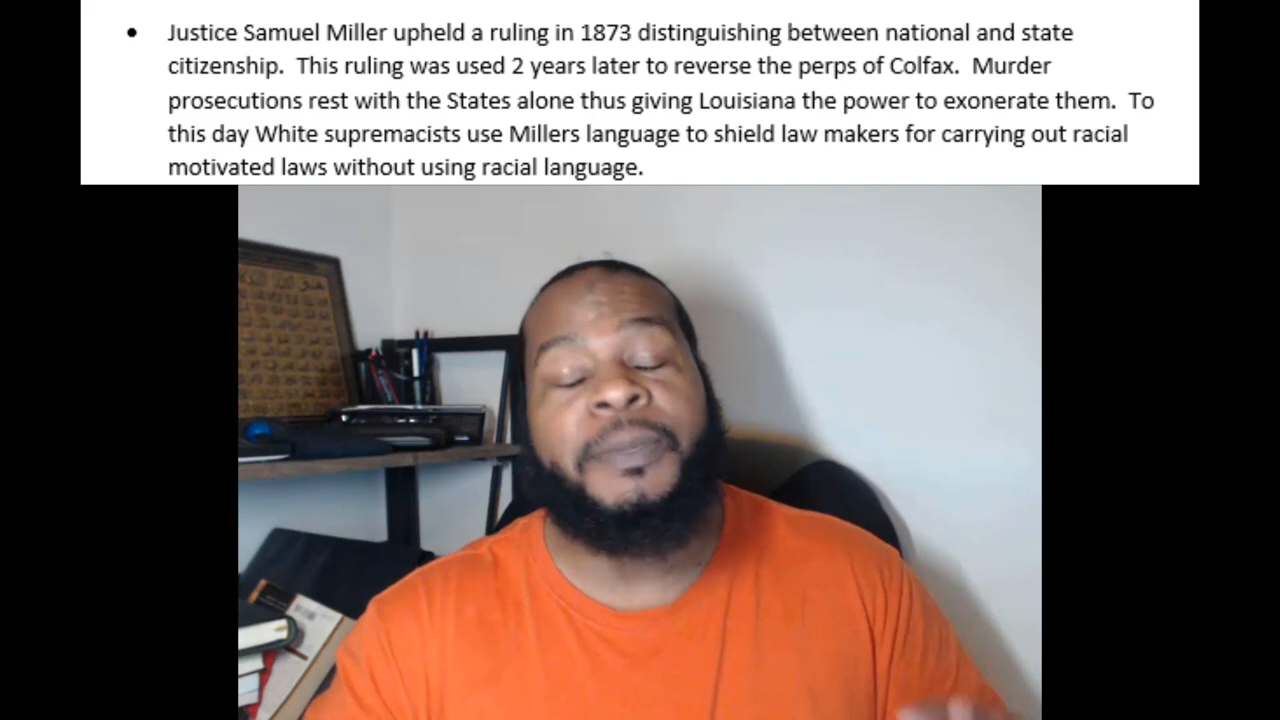 Justice Samuel Miller upheld a ruling in 1873 distinguishing between national and state
citizenship.  This ruling was used 2 years later to reverse the perps of Colfax.  Murder
prosecutions rest with the States alone thus giving Louisiana the power to exonerate them.  To
this day White supremacists use Millers language to shield law makers for carrying out racial
motivated laws without using racial language.